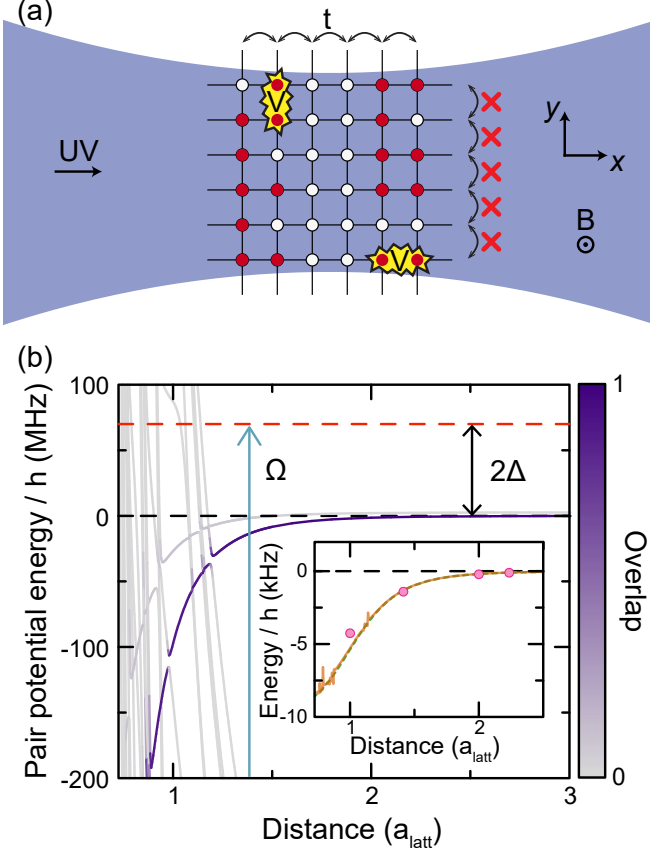 (a)
t
V
UV
y
x
B
V
(b)
Pair potential energy / h (MHz)
100
0
-100
-200
Ω
2Δ
1
Overlap
0
Energy / h (kHz)
0
-5
-10
1
2
Distance (a_latt)
1
2
3
Distance (a_latt)